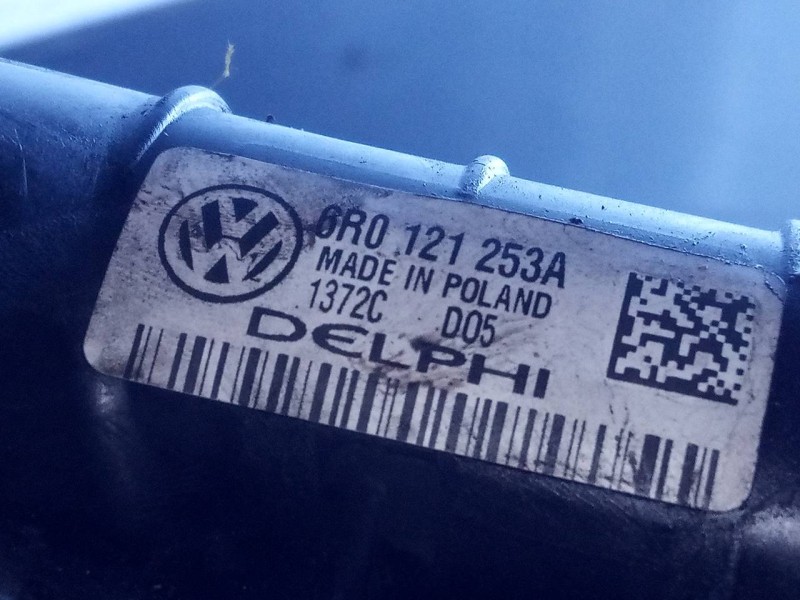 6R0 121 253A
MADE IN POLAND
1372C D05
DELPHI